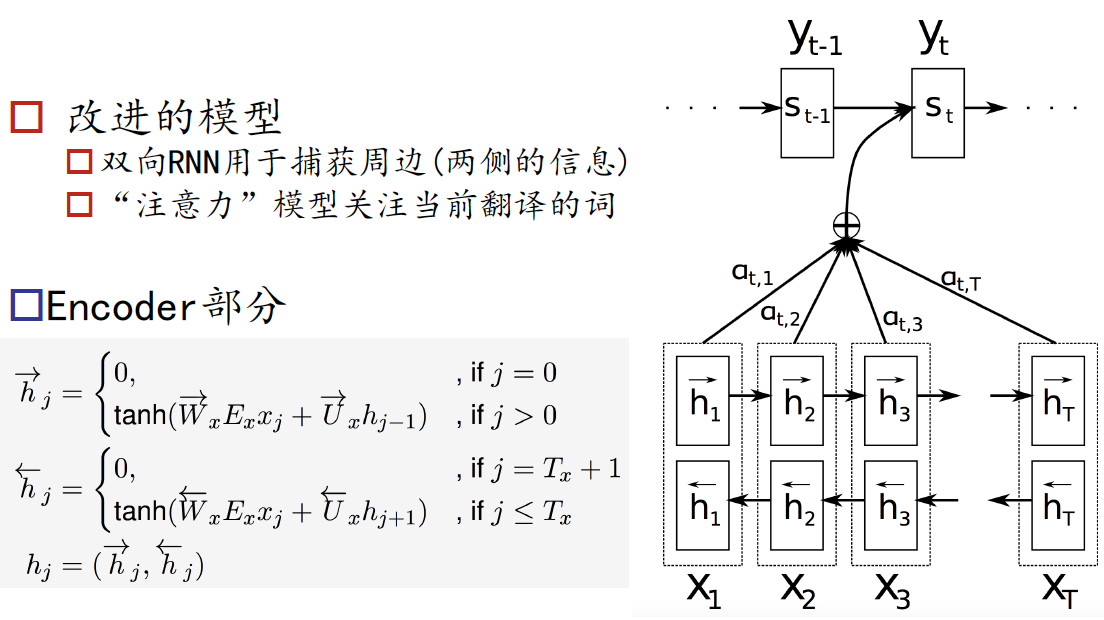 改进的模型
双向RNN用于捕获周边(两侧的信息)
“注意力”模型关注当前翻译的词
Encoder部分
$\overrightarrow{h}_j = \begin{cases} 0, & \text{, if } j = 0 \\ \tanh(\overrightarrow{W}_x E_x x_j + \overrightarrow{U}_x h_{j-1}) & \text{, if } j > 0 \end{cases}$
$\overleftarrow{h}_j = \begin{cases} 0, & \text{, if } j = T_x + 1 \\ \tanh(\overleftarrow{W}_x E_x x_j + \overleftarrow{U}_x h_{j+1}) & \text{, if } j \leq T_x \end{cases}$
$h_j = (\overrightarrow{h}_j, \overleftarrow{h}_j)$
y_{t-1} y_t
. . . s_{t-1} s_t . . .
a_{t,1} a_{t,2} a_{t,3} a_{t,T}
$\overrightarrow{h}_1$ $\overrightarrow{h}_2$ $\overrightarrow{h}_3$ $\overrightarrow{h}_T$
$\overleftarrow{h}_1$ $\overleftarrow{h}_2$ $\overleftarrow{h}_3$ $\overleftarrow{h}_T$
x_1 x_2 x_3 x_T